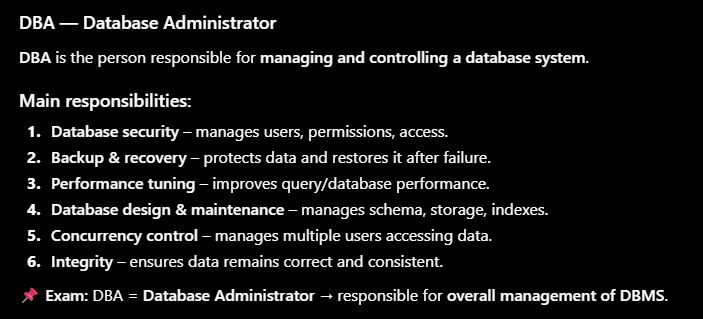 DBA — Database Administrator
DBA is the person responsible for managing and controlling a database system.
Main responsibilities:
1. Database security – manages users, permissions, access.
2. Backup & recovery – protects data and restores it after failure.
3. Performance tuning – improves query/database performance.
4. Database design & maintenance – manages schema, storage, indexes.
5. Concurrency control – manages multiple users accessing data.
6. Integrity – ensures data remains correct and consistent.
📌 Exam: DBA = Database Administrator → responsible for overall management of DBMS.